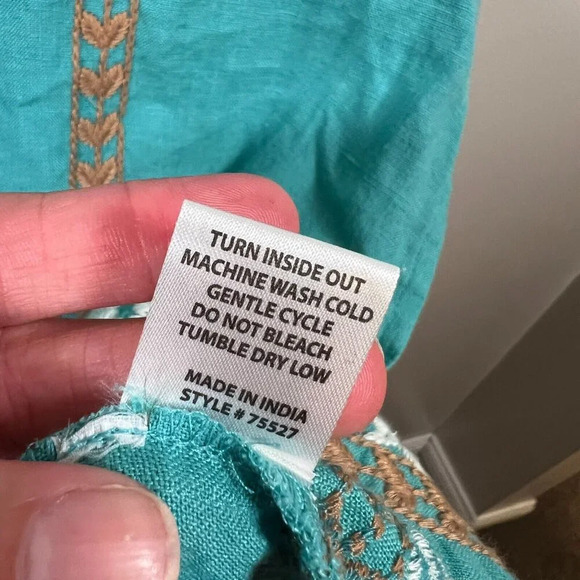 TURN INSIDE OUT
MACHINE WASH COLD
GENTLE CYCLE
DO NOT BLEACH
TUMBLE DRY LOW
MADE IN INDIA
STYLE # 75527